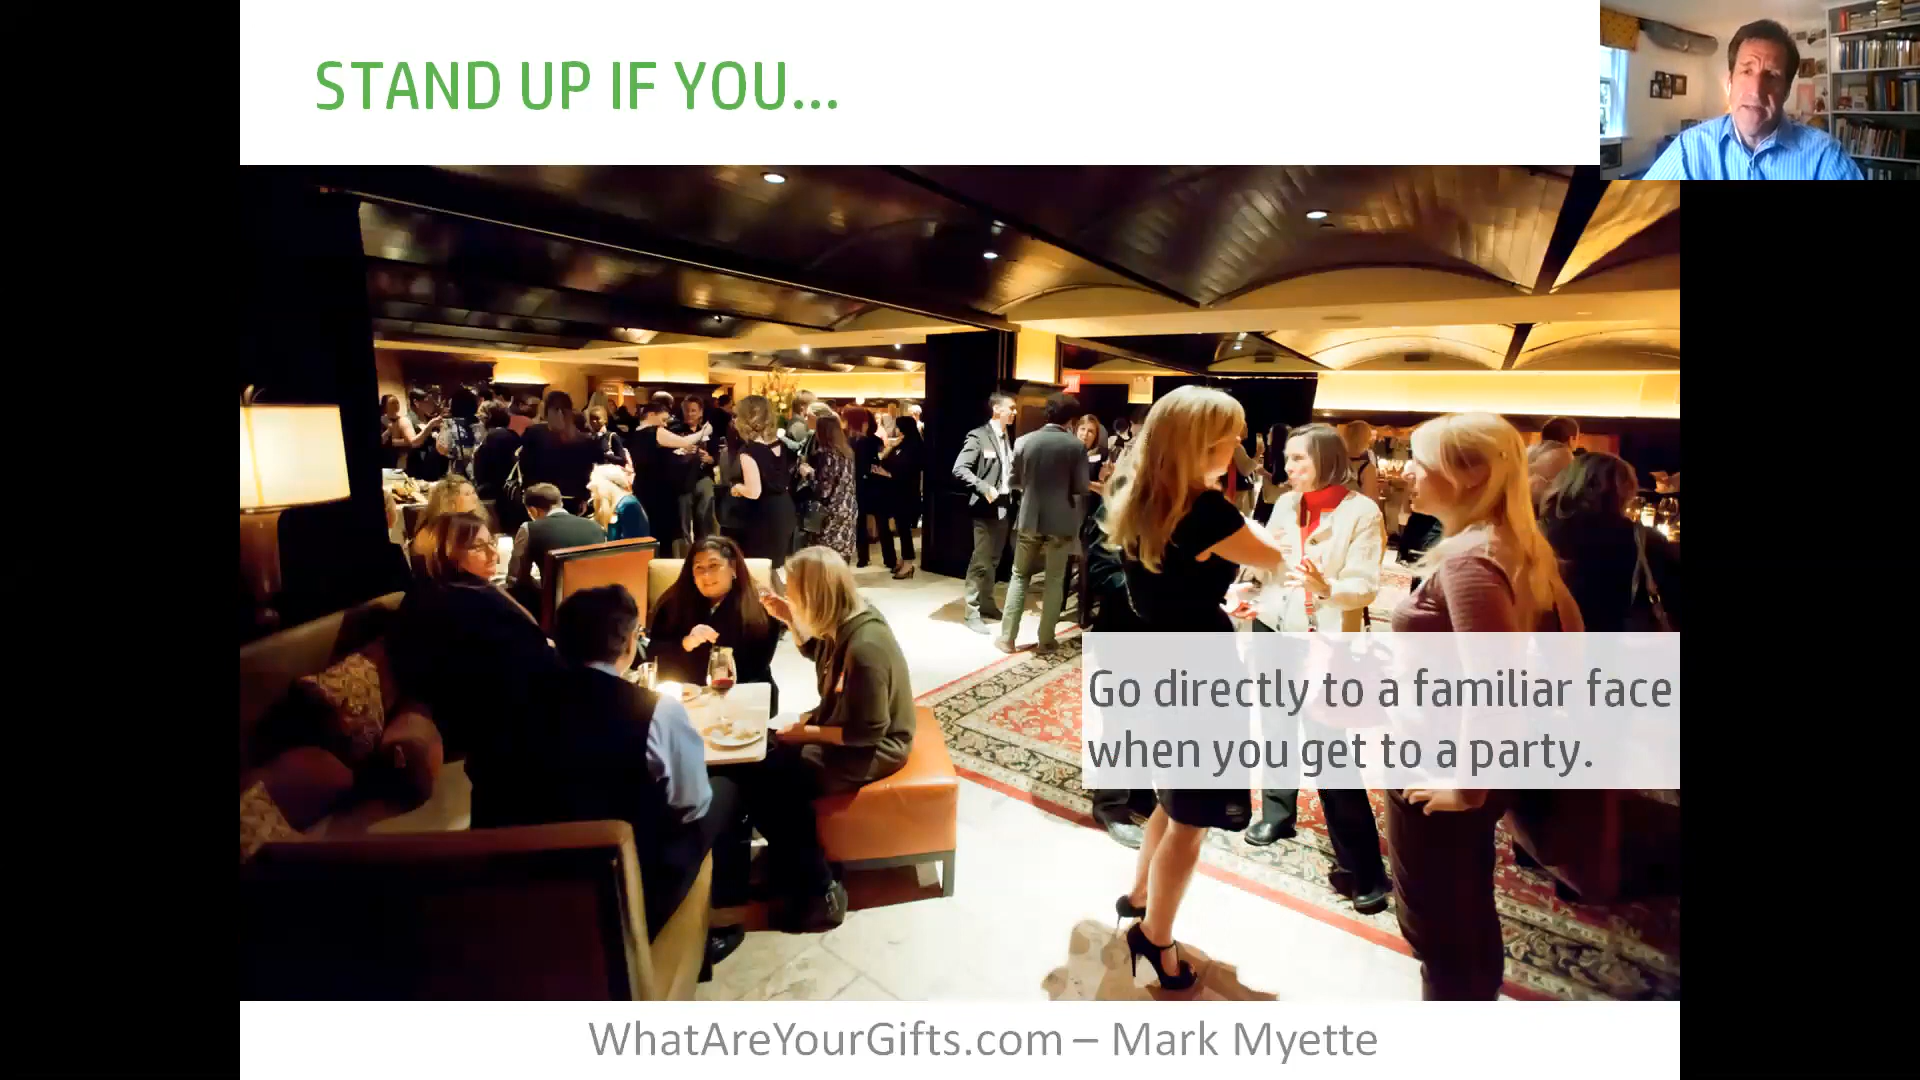 STAND UP IF YOU...
Go directly to a familiar face
when you get to a party.
WhatAreYourGifts.com – Mark Myette